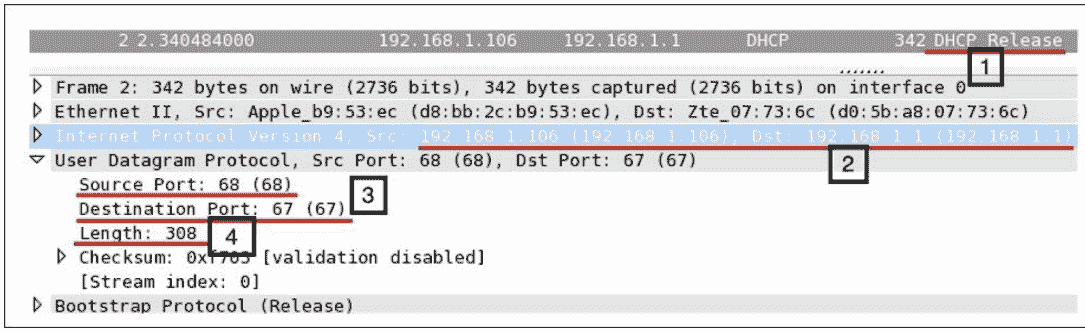 2 2.340484000 192.168.1.106 192.168.1.1 DHCP 342 DHCP Release
1
Frame 2: 342 bytes on wire (2736 bits), 342 bytes captured (2736 bits) on interface 0
Ethernet II, Src: Apple_b9:53:ec (d8:bb:2c:b9:53:ec), Dst: Zte_07:73:6c (d0:5b:a8:07:73:6c)
Internet Protocol Version 4, Src: 192.168.1.106 (192.168.1.106), Dst: 192.168.1.1 (192.168.1.1)
2
User Datagram Protocol, Src Port: 68 (68), Dst Port: 67 (67)
Source Port: 68 (68)
3
Destination Port: 67 (67)
Length: 308
4
Checksum: [validation disabled]
[Stream index: 0]
Bootstrap Protocol (Release)